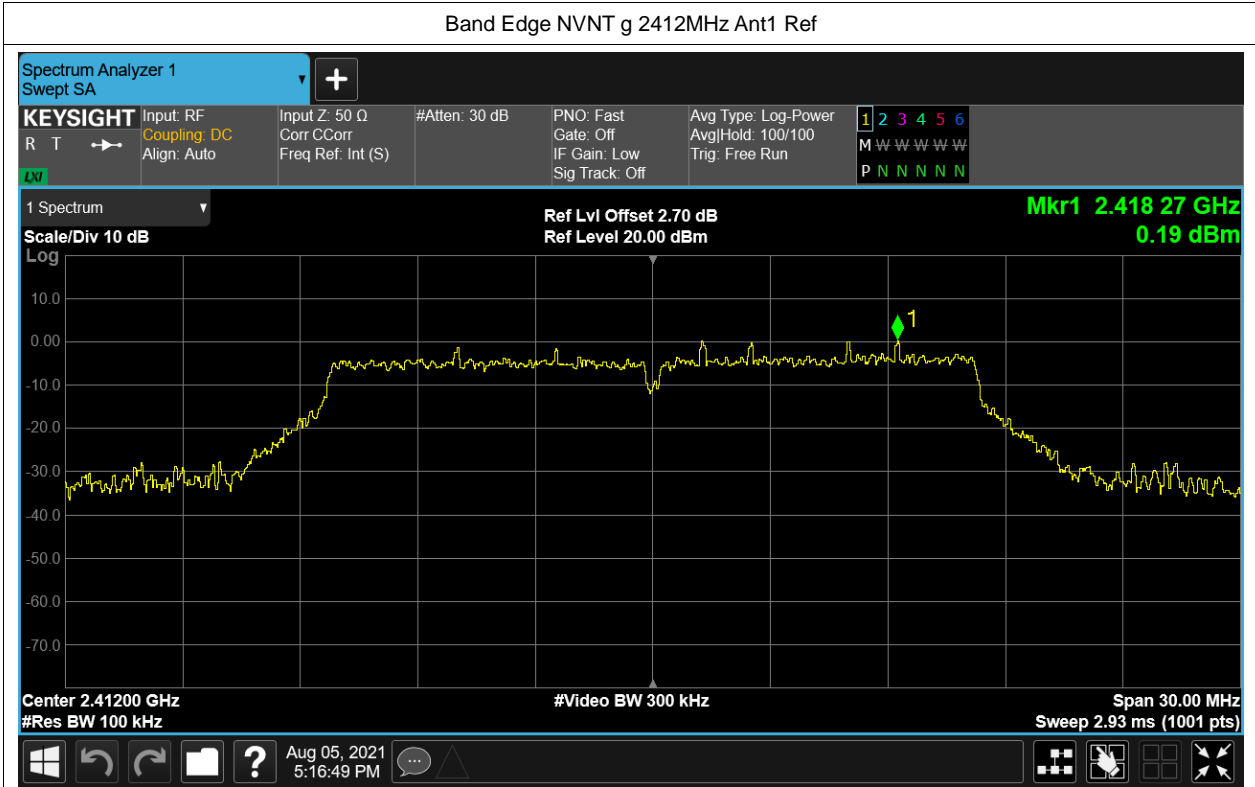 Band Edge NVNT g 2412MHz Ant1 Ref
Spectrum Analyzer 1
Swept SA
KEYSIGHT
R T
LXI
Input: RF
Coupling: DC
Align: Auto
Input Z: 50 Ω
Corr CCorr
Freq Ref: Int (S)
#Atten: 30 dB
PNO: Fast
Gate: Off
IF Gain: Low
Sig Track: Off
Avg Type: Log-Power
Avg|Hold: 100/100
Trig: Free Run
1 2 3 4 5 6
M W W W W W
P N N N N N
1 Spectrum
Scale/Div 10 dB
Log
Ref Lvl Offset 2.70 dB
Ref Level 20.00 dBm
Mkr1 2.418 27 GHz
0.19 dBm
10.0
0.00
-10.0
-20.0
-30.0
-40.0
-50.0
-60.0
-70.0
1
Center 2.41200 GHz
#Res BW 100 kHz
#Video BW 300 kHz
Span 30.00 MHz
Sweep 2.93 ms (1001 pts)
?
Aug 05, 2021
5:16:49 PM